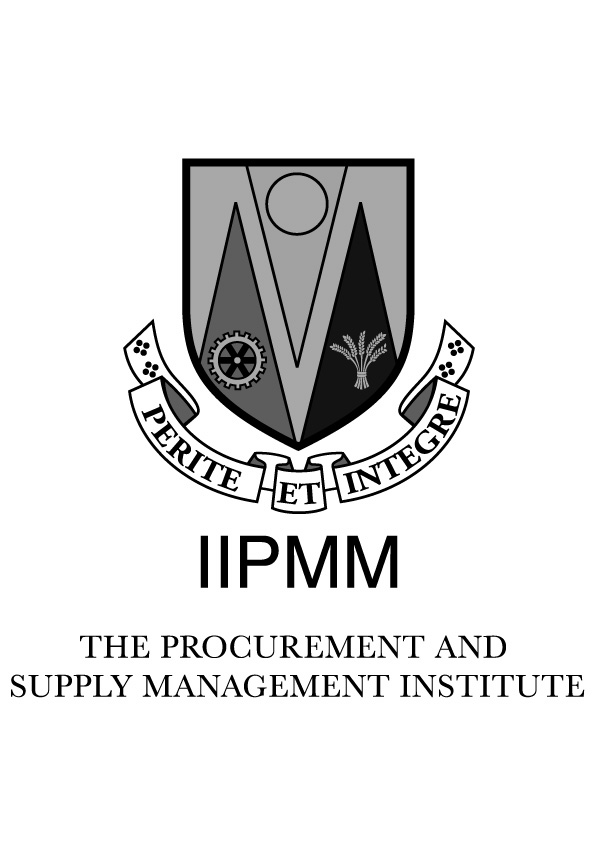 PERITE ET INTEGRE
IIPMM
THE PROCUREMENT AND
SUPPLY MANAGEMENT INSTITUTE